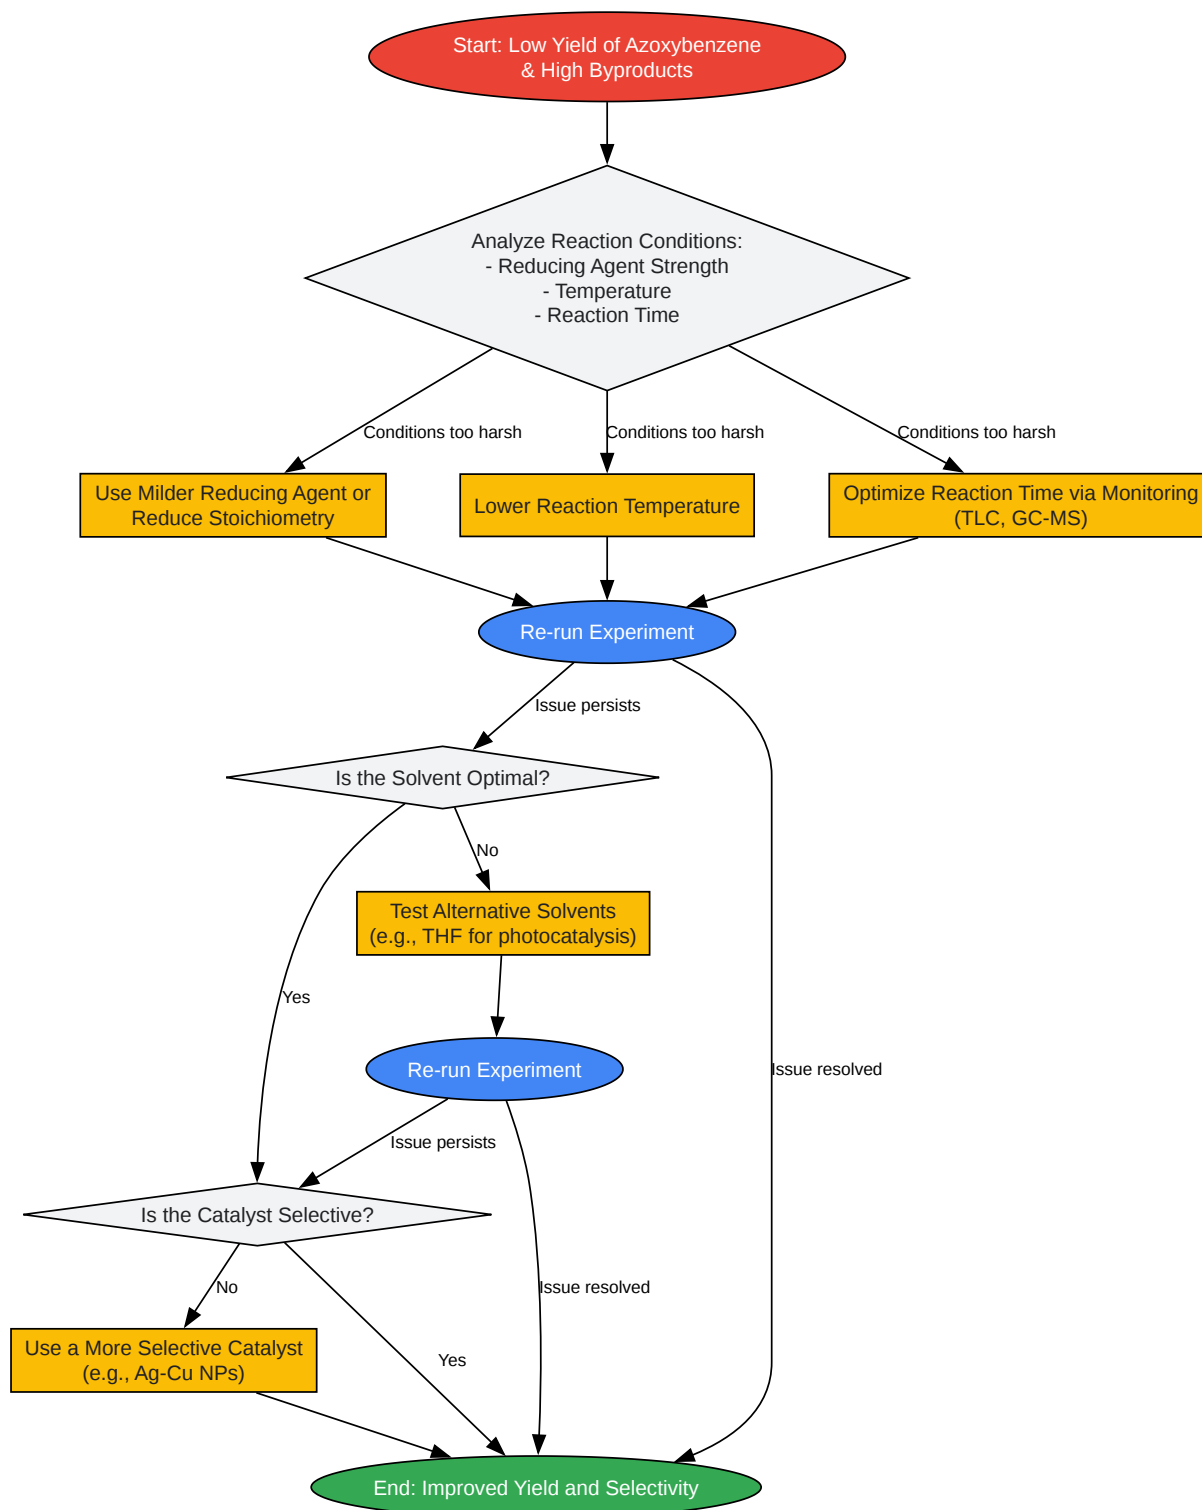 Start: Low Yield of Azoxybenzene
& High Byproducts
Analyze Reaction Conditions:
- Reducing Agent Strength
- Temperature
- Reaction Time
Conditions too harsh
Conditions too harsh
Conditions too harsh
Use Milder Reducing Agent or
Reduce Stoichiometry
Lower Reaction Temperature
Optimize Reaction Time via Monitoring
(TLC, GC-MS)
Re-run Experiment
Issue persists
Is the Solvent Optimal?
No
Test Alternative Solvents
(e.g., THF for photocatalysis)
Yes
Re-run Experiment
Issue resolved
Issue persists
Is the Catalyst Selective?
No
Issue resolved
Use a More Selective Catalyst
(e.g., Ag-Cu NPs)
Yes
End: Improved Yield and Selectivity